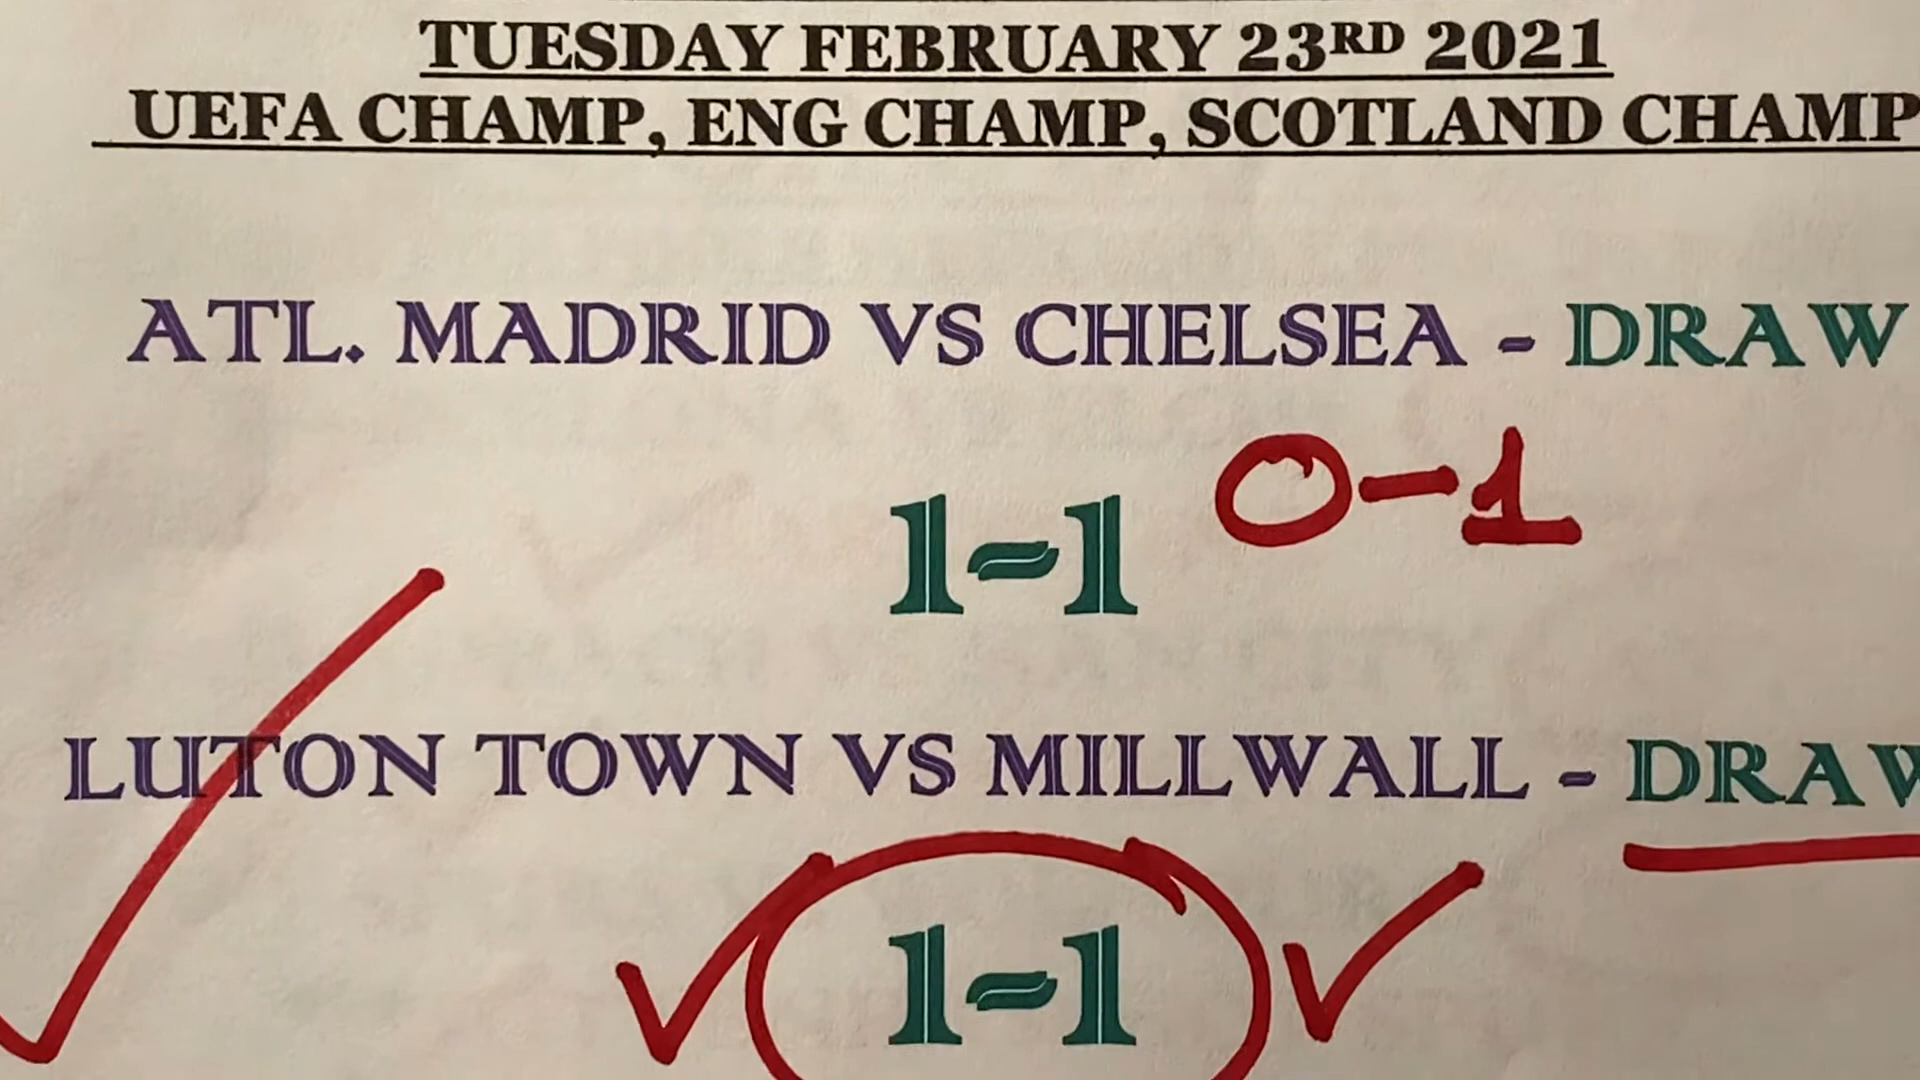 TUESDAY FEBRUARY 23RD 2021
UEFA CHAMP, ENG CHAMP, SCOTLAND CHAMP
ATL. MADRID VS CHELSEA - DRAW
1-1 0-1
LUTON TOWN VS MILLWALL - DRAW
1-1